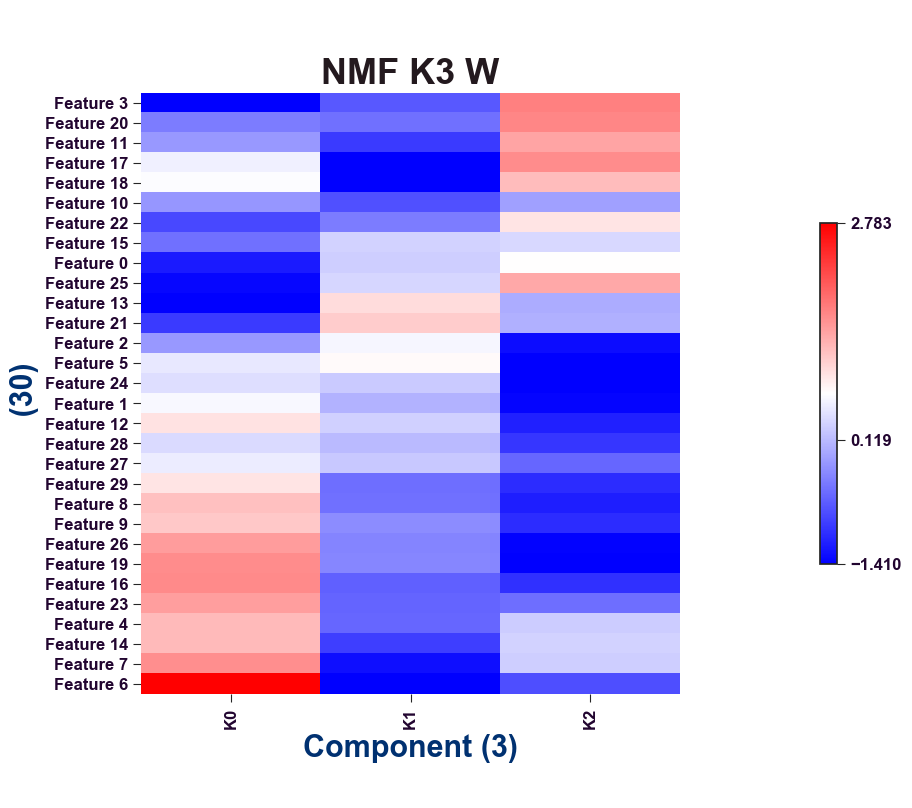 NMF K3 W
Feature 3
Feature 20
Feature 11
Feature 17
Feature 18
Feature 10
Feature 22
Feature 15
Feature 0
Feature 25
Feature 13
Feature 21
Feature 2
Feature 5
Feature 24
Feature 1
Feature 12
Feature 28
Feature 27
Feature 29
Feature 8
Feature 9
Feature 26
Feature 19
Feature 16
Feature 23
Feature 4
Feature 14
Feature 7
Feature 6
(30)
K0
K1
K2
Component (3)
2.783
0.119
−1.410